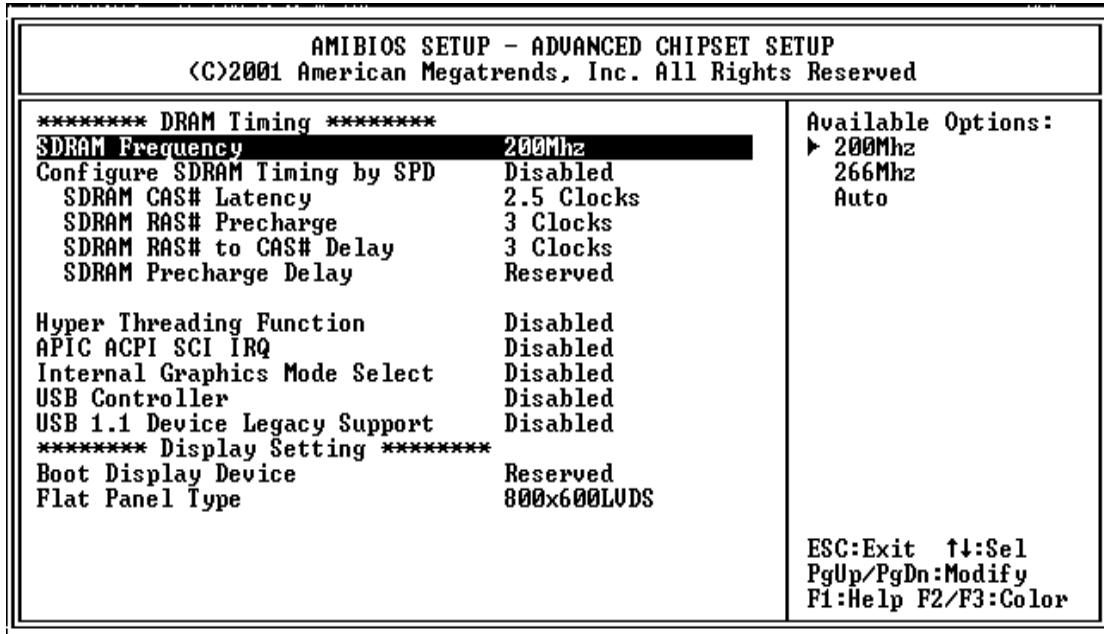 AMIBIOS SETUP - ADVANCED CHIPSET SETUP
(C)2001 American Megatrends, Inc. All Rights Reserved
******** DRAM Timing ********
SDRAM Frequency 200Mhz
Configure SDRAM Timing by SPD Disabled
SDRAM CAS# Latency 2.5 Clocks
SDRAM RAS# Precharge 3 Clocks
SDRAM RAS# to CAS# Delay 3 Clocks
SDRAM Precharge Delay Reserved
Hyper Threading Function Disabled
APIC ACPI SCI IRQ Disabled
Internal Graphics Mode Select Disabled
USB Controller Disabled
USB 1.1 Device Legacy Support Disabled
******** Display Setting ********
Boot Display Device Reserved
Flat Panel Type 800x600LVDS
Available Options:
▶ 200Mhz
266Mhz
Auto
ESC:Exit ↑↓:Sel
PgUp/PgDn:Modify
F1:Help F2/F3:Color